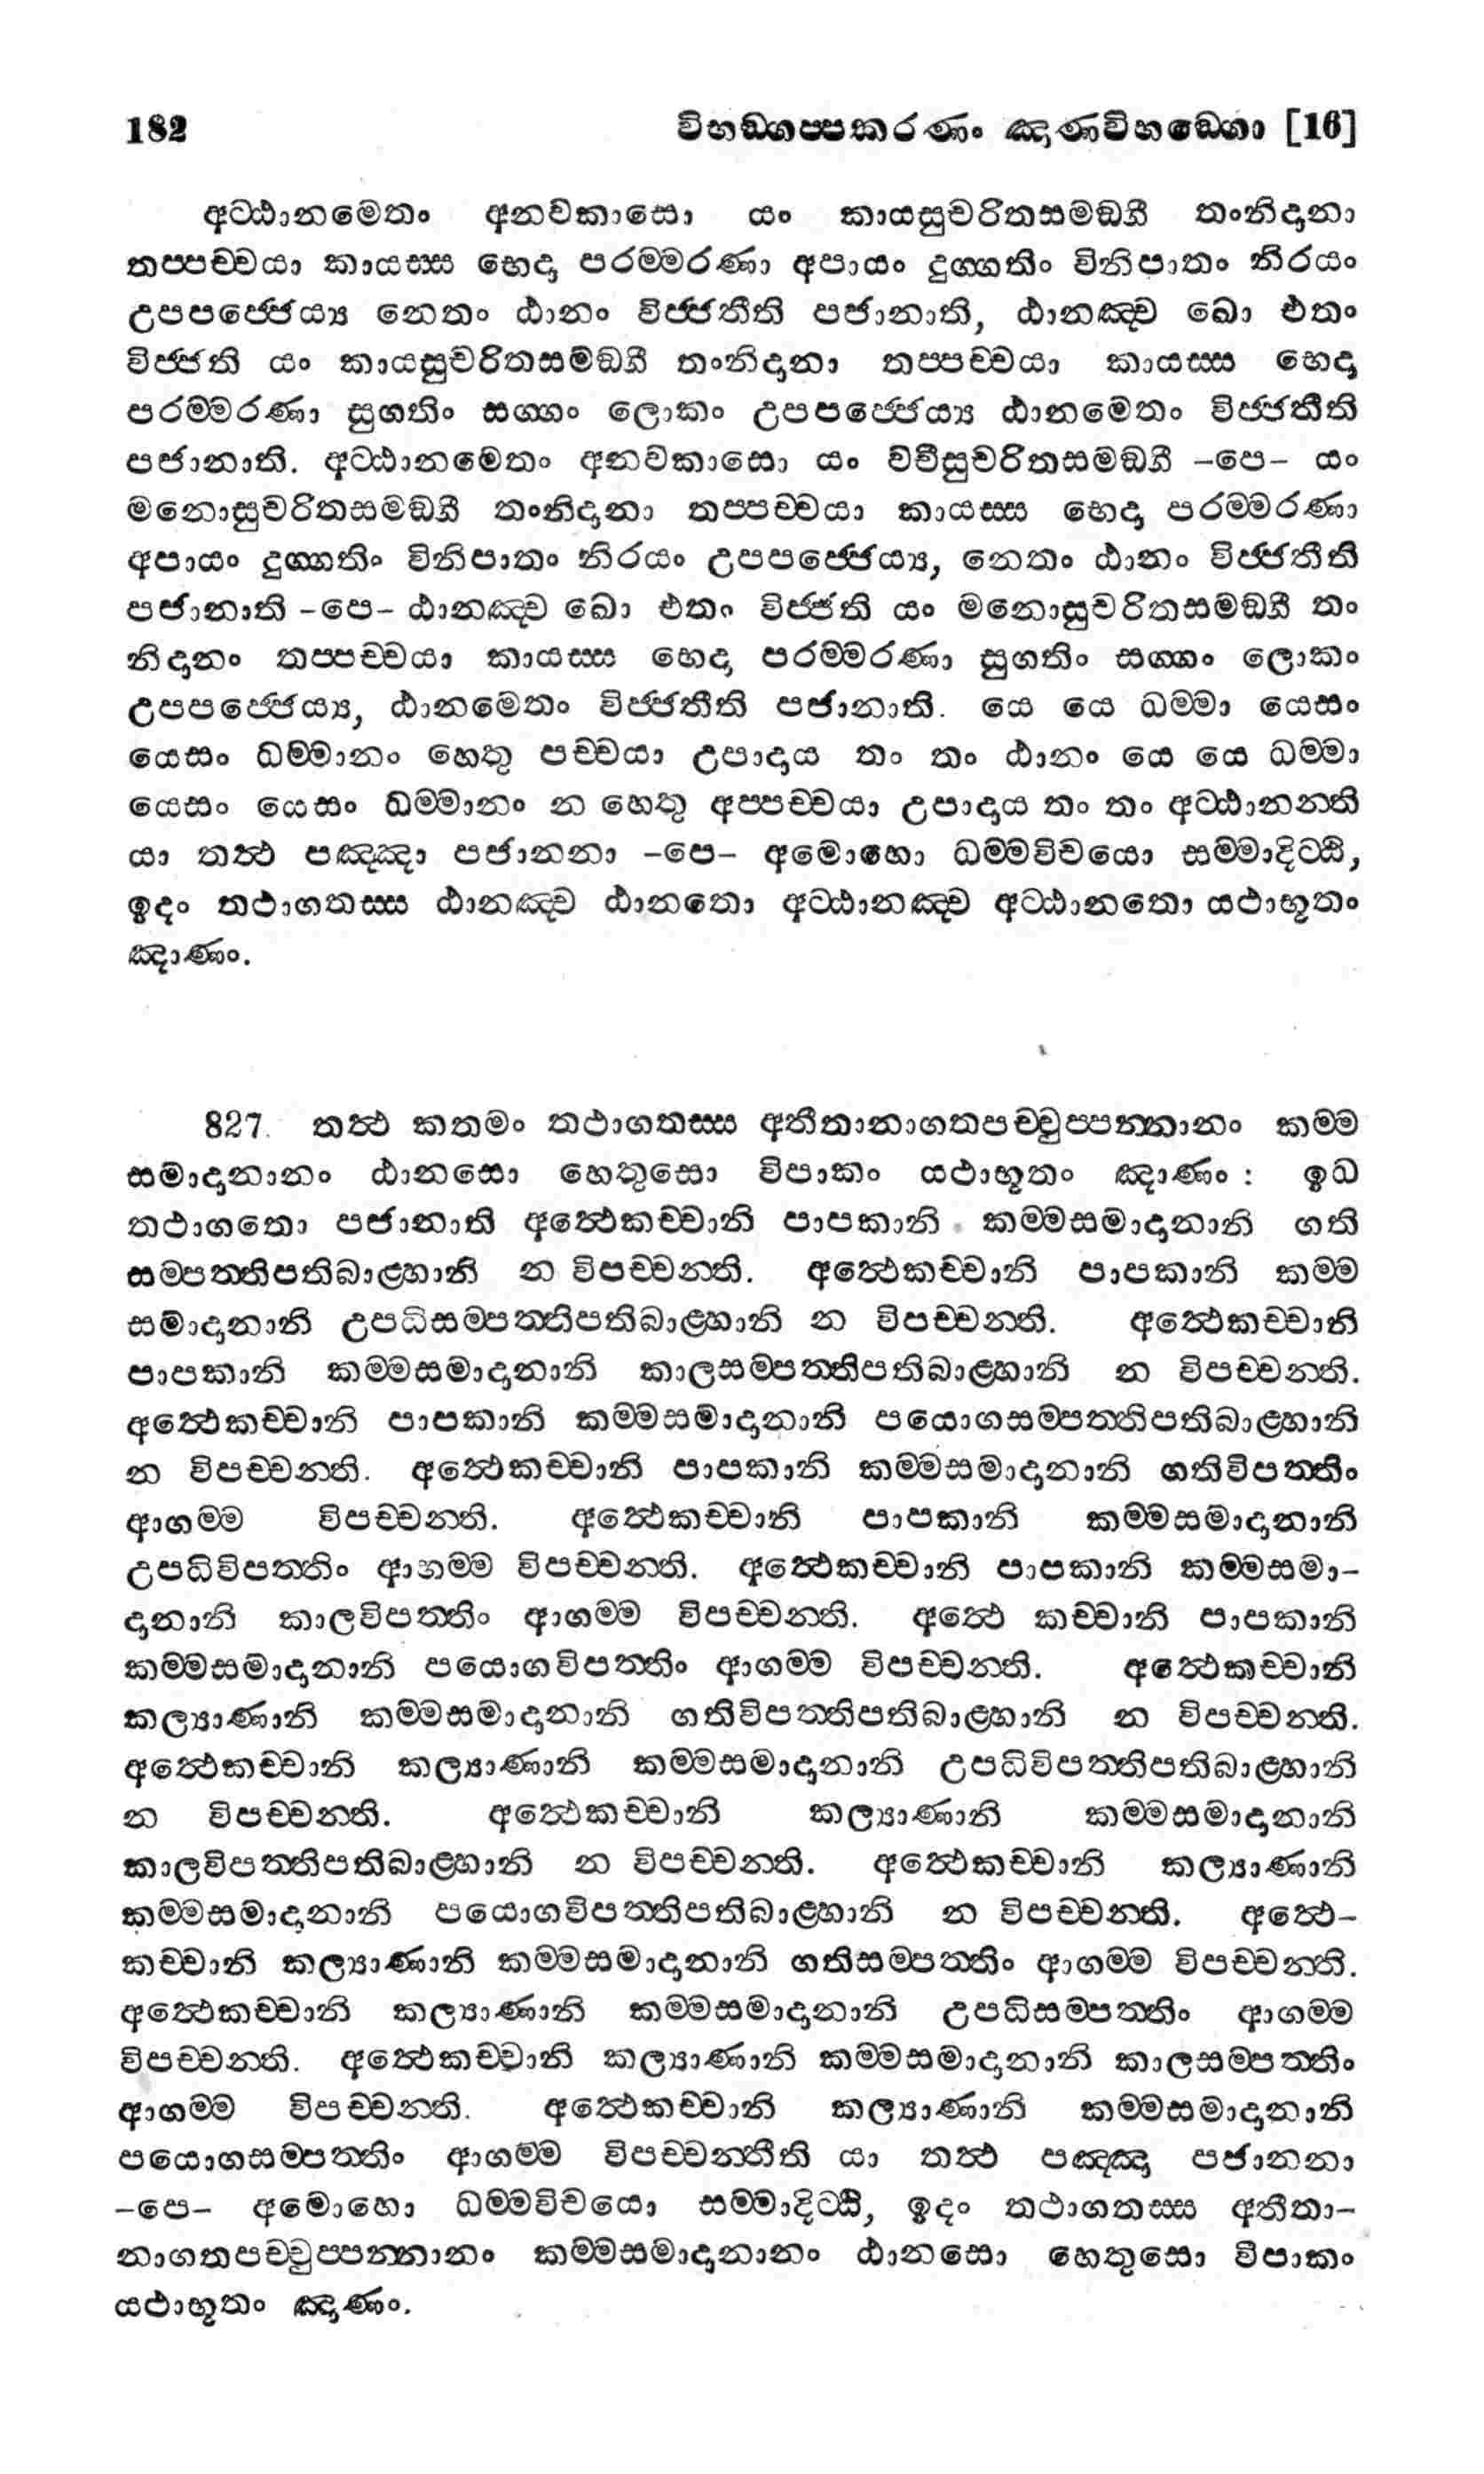 182 විභඞ්ගප්පකරණං ඤාණවිභඞ්ගො [16]
අට්ඨානමෙතං අනවකාසො යං කායසුචරිතසමඞ්ගී තංනිදානා
තප්පච්චයා කායස්ස භෙදා පරම්මරණා අපායං දුග්ගතිං විනිපාතං නිරයං
උපපජ්ජෙය්‍ය නෙතං ඨානං විජ්ජතීති පජානාති, ඨානඤ්ච ඛො එතං
විජ්ජති යං කායසුචරිතසමඞ්ගී තංනිදානා තප්පච්චයා කායස්ස භෙදා
පරම්මරණා සුගතිං සග්ගං ලොකං උපපජ්ජෙය්‍ය ඨානමෙතං විජ්ජතීති
පජානාති. අට්ඨානමෙතං අනවකාසො යං වචීසුචරිතසමඞ්ගී -පෙ- යං
මනොසුචරිතසමඞ්ගී තංනිදානා තප්පච්චයා කායස්ස භෙදා පරම්මරණා
අපායං දුග්ගතිං විනිපාතං නිරයං උපපජ්ජෙය්‍ය, නෙතං ඨානං විජ්ජතීති
පජානාති -පෙ- ඨානඤ්ච ඛො එතං විජ්ජති යං මනොසුචරිතසමඞ්ගී තං
නිදානං තප්පච්චයා කායස්ස භෙදා පරම්මරණා සුගතිං සග්ගං ලොකං
උපපජ්ජෙය්‍ය, ඨානමෙතං විජ්ජතීති පජානාති. යෙ යෙ ධම්මා යෙසං
යෙසං ධම්මානං හෙතු පච්චයා උපාදාය තං තං ඨානං යෙ යෙ ධම්මා
යෙසං යෙසං ධම්මානං න හෙතු අප්පච්චයා උපාදාය තං තං අට්ඨානන්ති
යා තත්‍ථ පඤ්ඤා පජානනා -පෙ- අමොහො ධම්මවිචයො සම්මාදිට්ඨි,
ඉදං තථාගතස්ස ඨානඤ්ච ඨානතො අට්ඨානඤ්ච අට්ඨානතො යථාභූතං
ඤාණං.
827. තත්‍ථ කතමං තථාගතස්ස අතීතානාගතපච්චුප්පන්නානං කම්ම
සමාදානානං ඨානසො හෙතුසො විපාකං යථාභූතං ඤාණං : ඉධ
තථාගතො පජානාති අත්‍ථෙකච්චානි පාපකානි කම්මසමාදානානි ගති
සම්පත්තිපතිබාළ්හානි න විපච්චන්ති. අත්‍ථෙකච්චානි පාපකානි කම්ම
සමාදානානි උපධිසම්පත්තිපතිබාළ්හානි න විපච්චන්ති. අත්‍ථෙකච්චානි
පාපකානි කම්මසමාදානානි කාලසම්පත්තිපතිබාළ්හානි න විපච්චන්ති.
අත්‍ථෙකච්චානි පාපකානි කම්මසමාදානානි පයොගසම්පත්තිපතිබාළ්හානි
න විපච්චන්ති. අත්‍ථෙකච්චානි පාපකානි කම්මසමාදානානි ගතිවිපත්තිං
ආගම්ම විපච්චන්ති. අත්‍ථෙකච්චානි පාපකානි කම්මසමාදානානි
උපධිවිපත්තිං ආගම්ම විපච්චන්ති. අත්‍ථෙකච්චානි පාපකානි කම්මසමා-
දානානි කාලවිපත්තිං ආගම්ම විපච්චන්ති. අත්‍ථෙ කච්චානි පාපකානි
කම්මසමාදානානි පයොගවිපත්තිං ආගම්ම විපච්චන්ති. අත්‍ථෙකච්චානි
කල්‍යාණානි කම්මසමාදානානි ගතිවිපත්තිපතිබාළ්හානි න විපච්චන්ති.
අත්‍ථෙකච්චානි කල්‍යාණානි කම්මසමාදානානි උපධිවිපත්තිපතිබාළ්හානි
න විපච්චන්ති. අත්‍ථෙකච්චානි කල්‍යාණානි කම්මසමාදානානි
කාලවිපත්තිපතිබාළ්හානි න විපච්චන්ති. අත්‍ථෙකච්චානි කල්‍යාණානි
කම්මසමාදානානි පයොගවිපත්තිපතිබාළ්හානි න විපච්චන්ති. අත්‍ථෙ-
කච්චානි කල්‍යාණානි කම්මසමාදානානි ගතිසම්පත්තිං ආගම්ම විපච්චන්ති.
අත්‍ථෙකච්චානි කල්‍යාණානි කම්මසමාදානානි උපධිසම්පත්තිං ආගම්ම
විපච්චන්ති. අත්‍ථෙකච්චානි කල්‍යාණානි කම්මසමාදානානි කාලසම්පත්තිං
ආගම්ම විපච්චන්ති. අත්‍ථෙකච්චානි කල්‍යාණානි කම්මසමාදානානි
පයොගසම්පත්තිං ආගම්ම විපච්චන්තීති යා තත්‍ථ පඤ්ඤා පජානනා
-පෙ- අමොහො ධම්මවිචයො සම්මාදිට්ඨි, ඉදං තථාගතස්ස අතීතා-
නාගතපච්චුප්පන්නානං කම්මසමාදානානං ඨානසො හෙතුසො විපාකං
යථාභූතං ඤාණං.